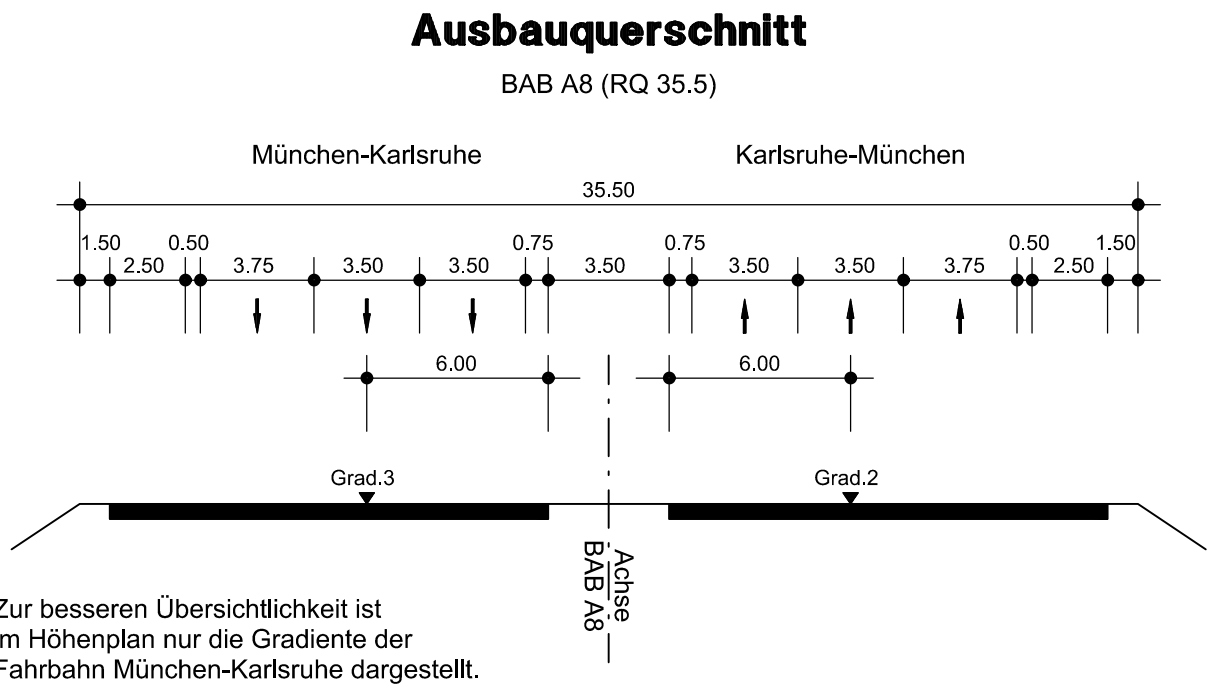 Ausbauquerschnitt
BAB A8 (RQ 35.5)
München-Karlsruhe
Karlsruhe-München
35.50
1.50 0.50 0.75 0.75 0.50 1.50
2.50 3.75 3.50 3.50 3.50 3.50 3.50 3.75 2.50
6.00 6.00
Grad.3 Grad.2
Achse
BAB A8
Zur besseren Übersichtlichkeit ist
im Höhenplan nur die Gradiente der
Fahrbahn München-Karlsruhe dargestellt.